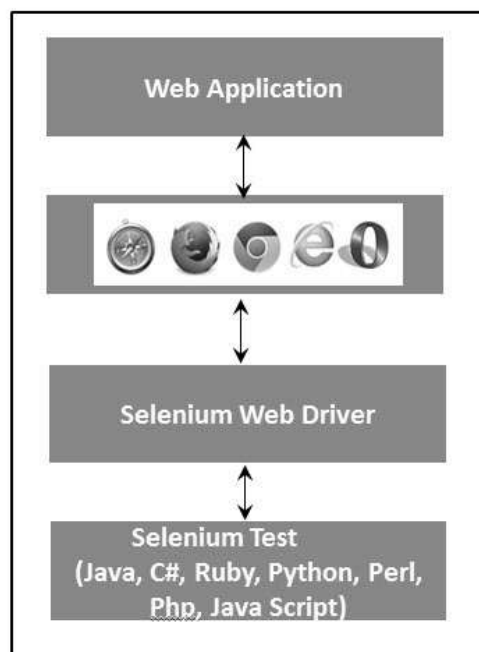 Web Application
Selenium Web Driver
Selenium Test
(Java, C#, Ruby, Python, Perl,
Php, Java Script)